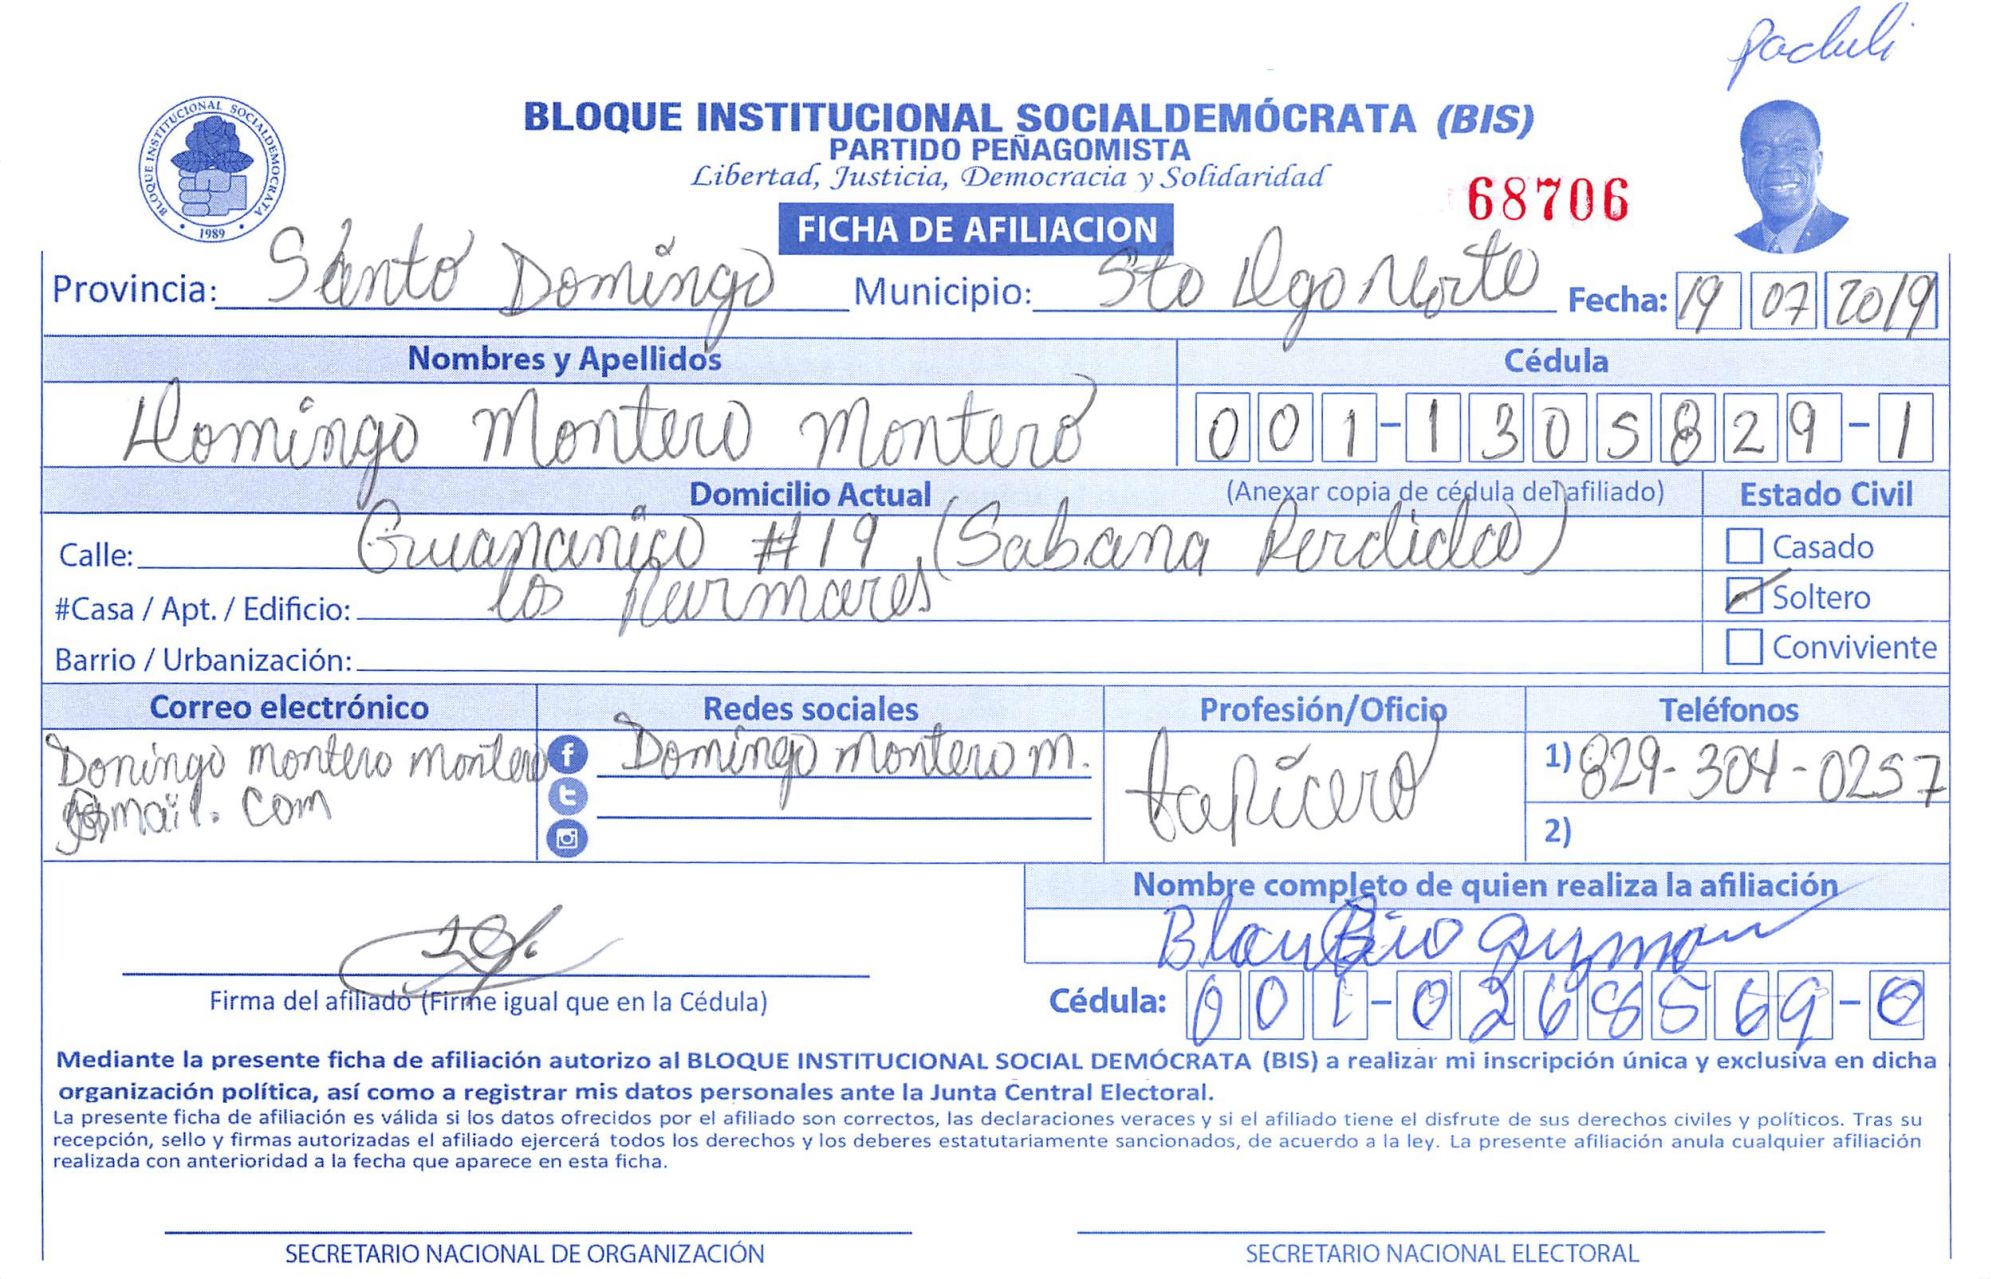 paduli
BLOQUE INSTITUCIONAL SOCIALDEMOCRATA
1989
BLOQUE INSTITUCIONAL SOCIALDEMÓCRATA (BIS)
PARTIDO PEÑAGOMISTA
Libertad, Justicia, Democracia y Solidaridad
68706
FICHA DE AFILIACION
Provincia: Santo Domingo Municipio: Sto Dgo Norte Fecha: 19 07 2019
Nombres y Apellidos Cédula
Domingo Montero Montero 001-1305829-1
Domicilio Actual (Anexar copia de cédula del afiliado) Estado Civil
Calle: Guananico #19 (Sabana Perdida) Casado
#Casa / Apt. / Edificio: los Purmares Soltero
Barrio / Urbanización: Conviviente
Correo electrónico Redes sociales Profesión/Oficio Teléfonos
Doningo montero montero Domingo montero m. tapicero 1) 829-304-0257
@mail. com 2)
Nombre completo de quien realiza la afiliación
Guzman
Firma del afiliado (Firme igual que en la Cédula) Cédula: 001-0268569-0
Mediante la presente ficha de afiliación autorizo al BLOQUE INSTITUCIONAL SOCIAL DEMÓCRATA (BIS) a realizar mi inscripción única y exclusiva en dicha
organización política, así como a registrar mis datos personales ante la Junta Central Electoral.
La presente ficha de afiliación es válida si los datos ofrecidos por el afiliado son correctos, las declaraciones veraces y si el afiliado tiene el disfrute de sus derechos civiles y políticos. Tras su
recepción, sello y firmas autorizadas el afiliado ejercerá todos los derechos y los deberes estatutariamente sancionados, de acuerdo a la ley. La presente afiliación anula cualquier afiliación
realizada con anterioridad a la fecha que aparece en esta ficha.
SECRETARIO NACIONAL DE ORGANIZACIÓN SECRETARIO NACIONAL ELECTORAL